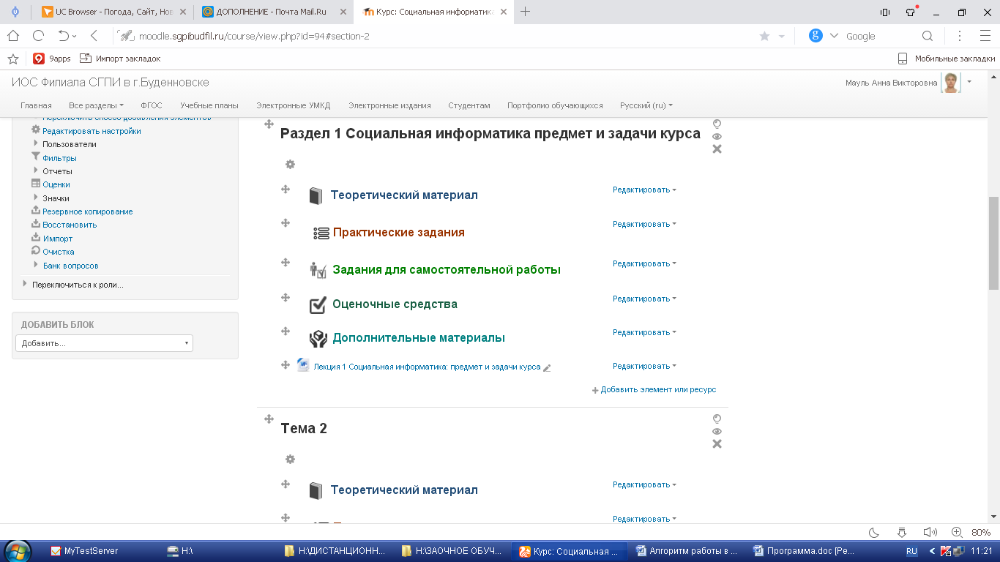 UC Browser - Погода, Сайт, Нов
ДОПОЛНЕНИЕ - Почта Mail.Ru
Курс: Социальная информатика
moodle.sgpibudfil.ru/course/view.php?id=94#section-2
Google
9apps
Импорт закладок
Мобильные закладки
ИОС Филиала СГПИ в г.Буденновске
Мауль Анна Викторовна
Главная Все разделы ФГОС Учебные планы Электронные УМКД Электронные издания Студентам Портфолио обучающихся Русский (ru)
Переключить способ добавления элементов
Редактировать настройки
Пользователи
Фильтры
Отчеты
Оценки
Значки
Резервное копирование
Восстановить
Импорт
Очистка
Банк вопросов
Переключиться к роли...
ДОБАВИТЬ БЛОК
Добавить...
Раздел 1 Социальная информатика предмет и задачи курса
Теоретический материал Редактировать
Практические задания Редактировать
Задания для самостоятельной работы Редактировать
Оценочные средства Редактировать
Дополнительные материалы Редактировать
Лекция 1 Социальная информатика: предмет и задачи курса Редактировать
Добавить элемент или ресурс
Тема 2
Теоретический материал Редактировать
Редактировать
80%
MyTestServer
H:\
H:\ДИСТАНЦИОНН...
H:\ЗАОЧНОЕ ОБУЧ...
Курс: Социальная ...
Алгоритм работы в ...
Программа.doc [Ре...
RU
11:21